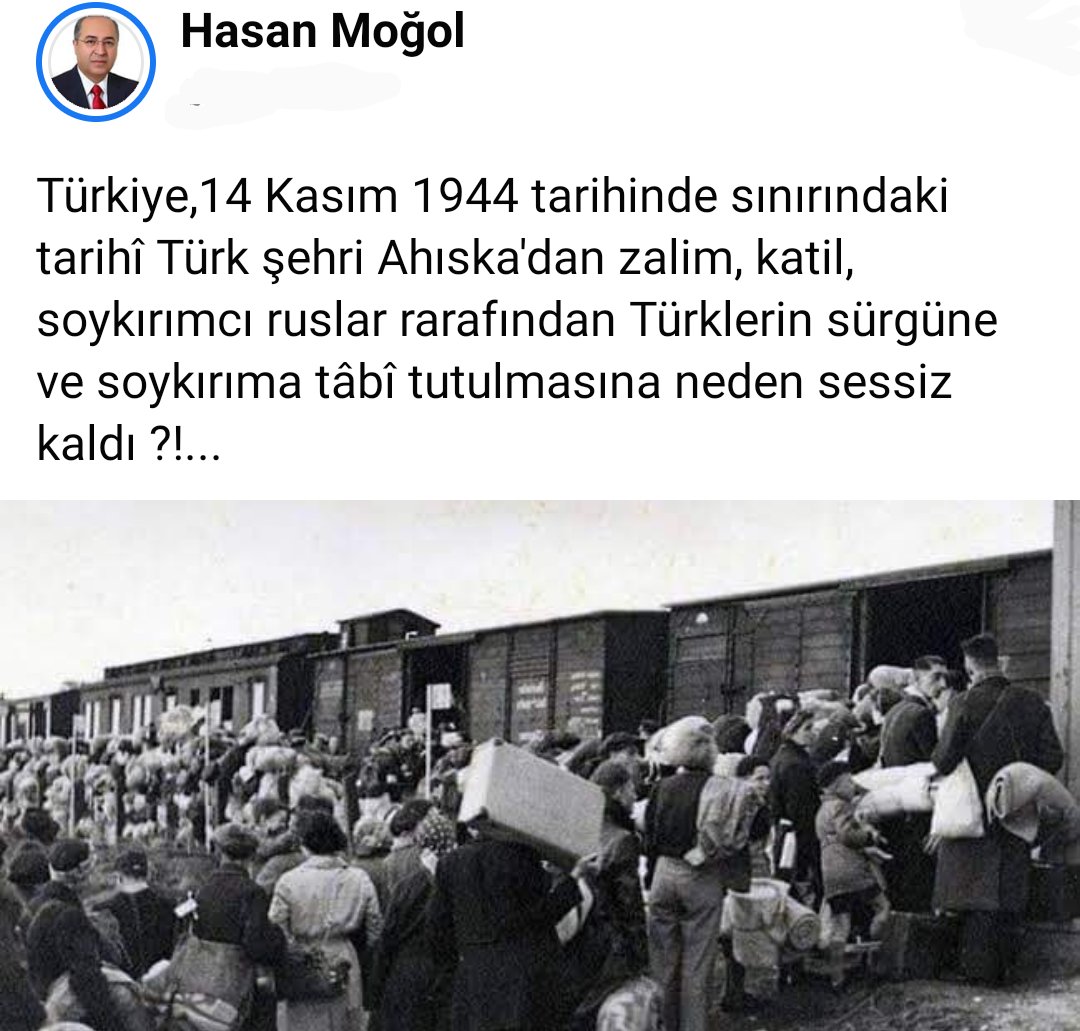 Hasan Moğol
Türkiye,14 Kasım 1944 tarihinde sınırındaki
tarihî Türk şehri Ahıska'dan zalim, katil,
soykırımcı ruslar rarafından Türklerin sürgüne
ve soykırıma tâbî tutulmasına neden sessiz
kaldı ?!...